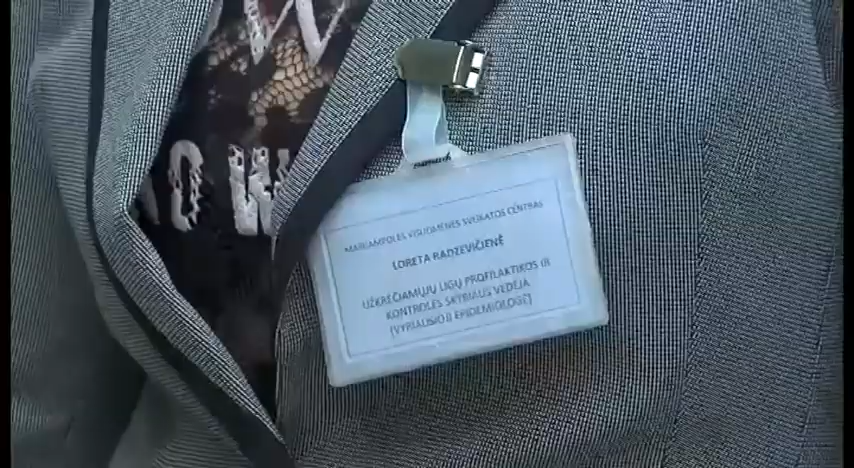 MARIJAMPOLĖS VISUOMENĖS SVEIKATOS CENTRAS
LORETA RADZEVIČIENĖ
UŽKREČIAMŲJŲ LIGŲ PROFILAKTIKOS IR
KONTROLĖS SKYRIAUS VEDĖJA
[VYRIAUSIOJI EPIDEMIOLOGĖ]